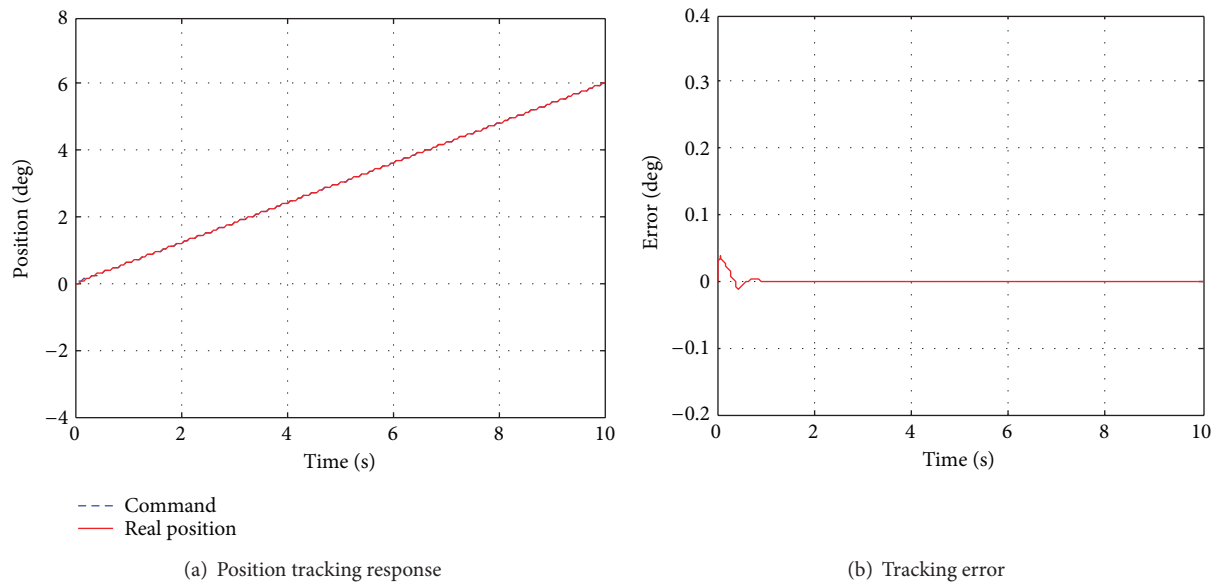 8
6
4
2
0
−2
−4
Position (deg)
0 2 4 6 8 10
Time (s)
Command
Real position
(a) Position tracking response
0.4
0.3
0.2
0.1
0
−0.1
−0.2
Error (deg)
0 2 4 6 8 10
Time (s)
(b) Tracking error